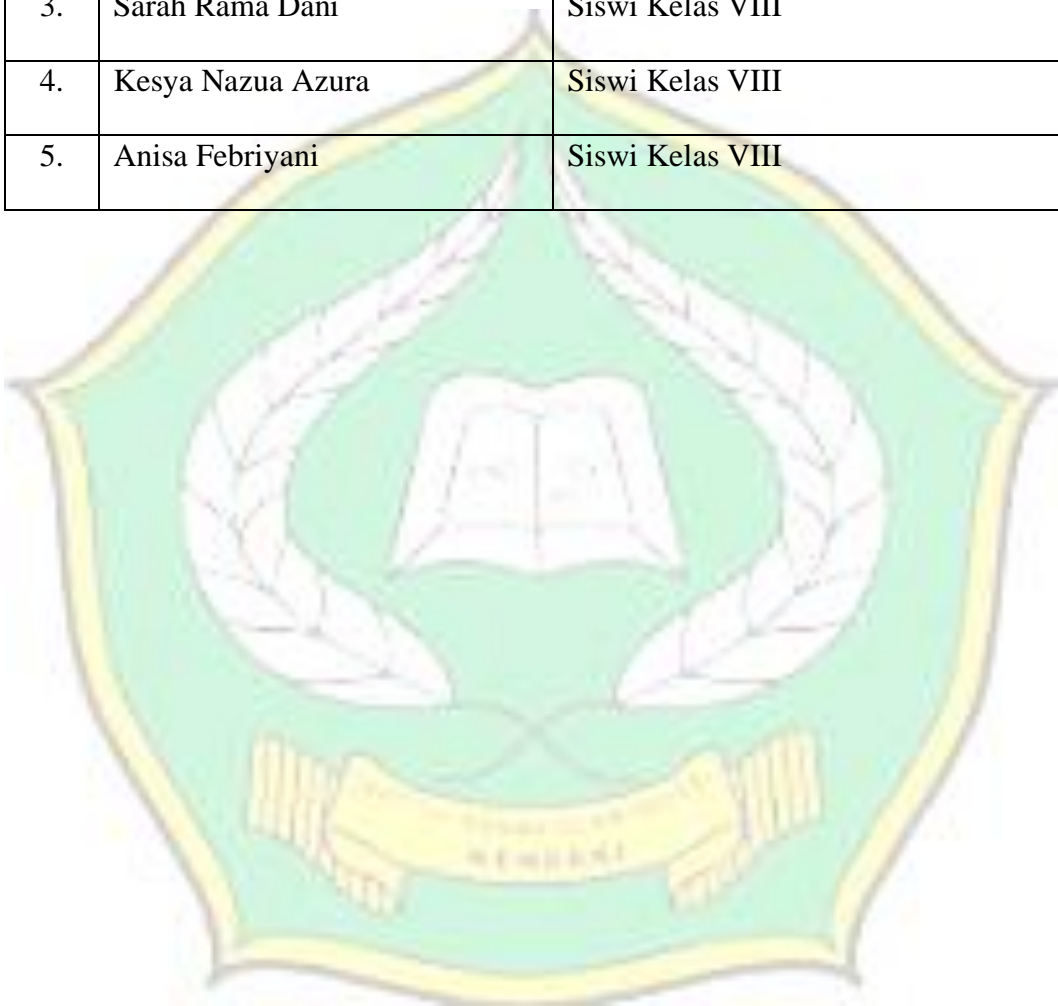 3. Sarah Rama Dani Siswi Kelas VIII
4. Kesya Nazua Azura Siswi Kelas VIII
5. Anisa Febriyani Siswi Kelas VIII